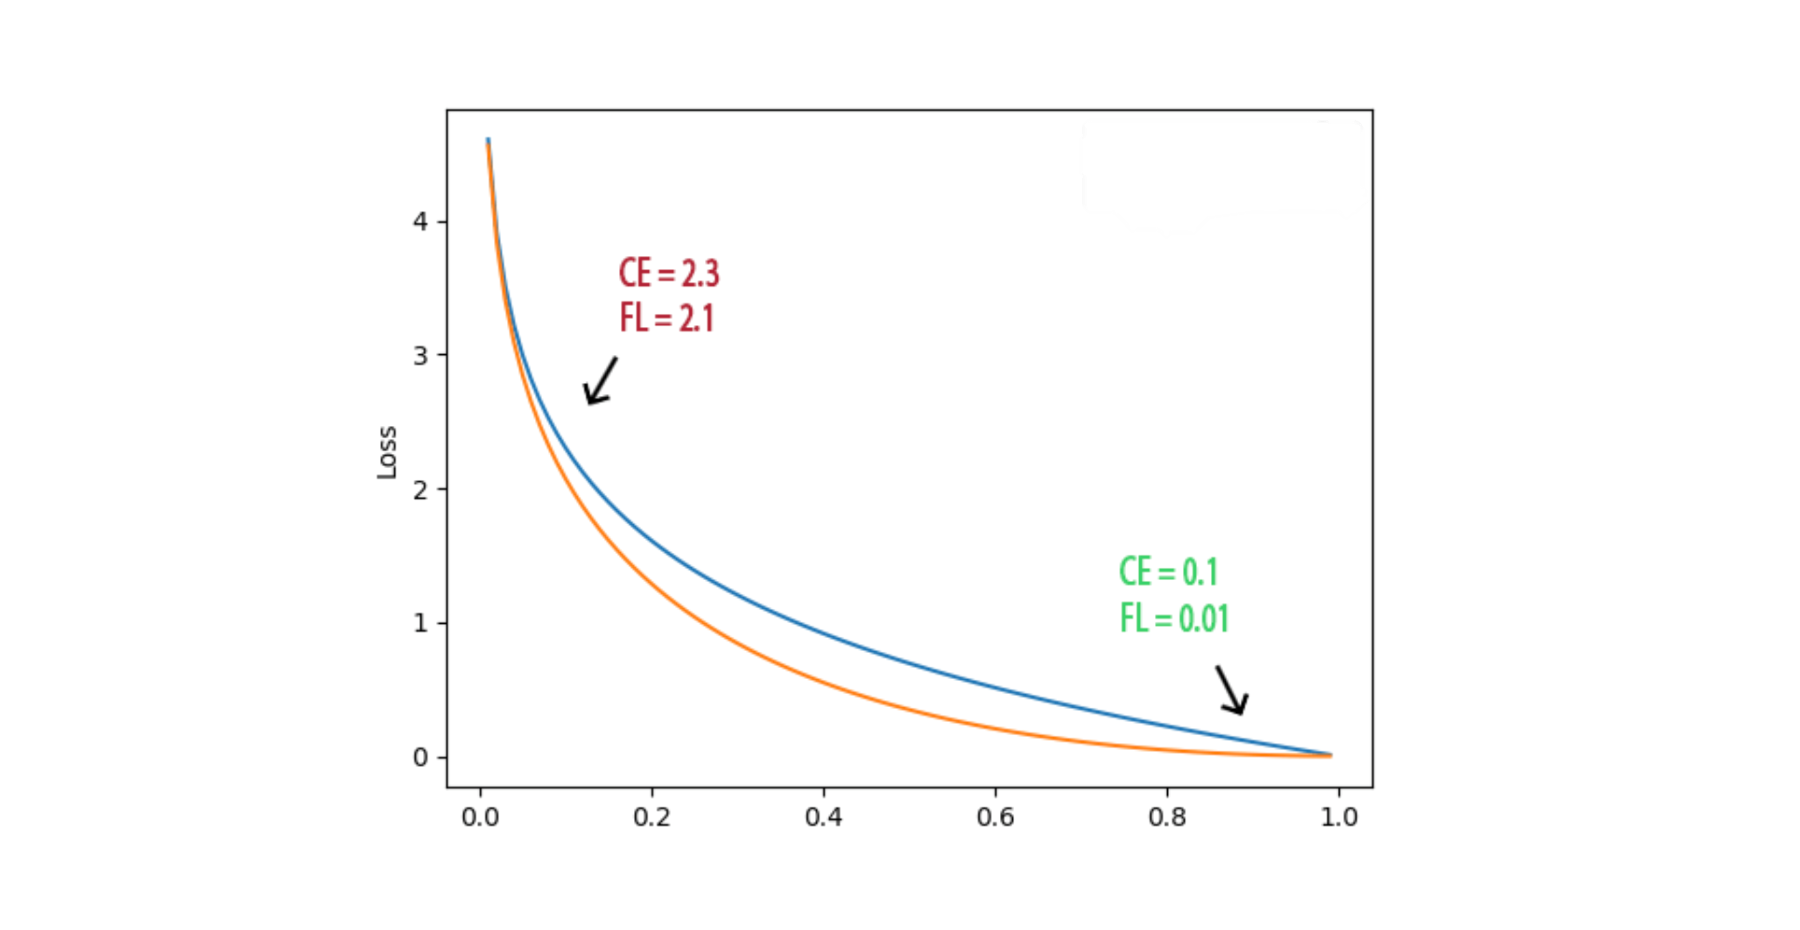 CE = 2.3
FL = 2.1
CE = 0.1
FL = 0.01
Loss
4
3
2
1
0
0.0 0.2 0.4 0.6 0.8 1.0